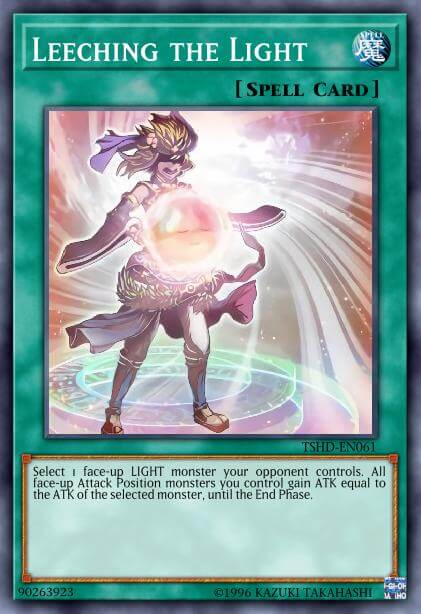 LEECHING THE LIGHT
SPELL
魔
[SPELL CARD]
TSHD-EN061
Select 1 face-up LIGHT monster your opponent controls. All
face-up Attack Position monsters you control gain ATK equal to
the ATK of the selected monster, until the End Phase.
90263923
©1996 KAZUKI TAKAHASHI